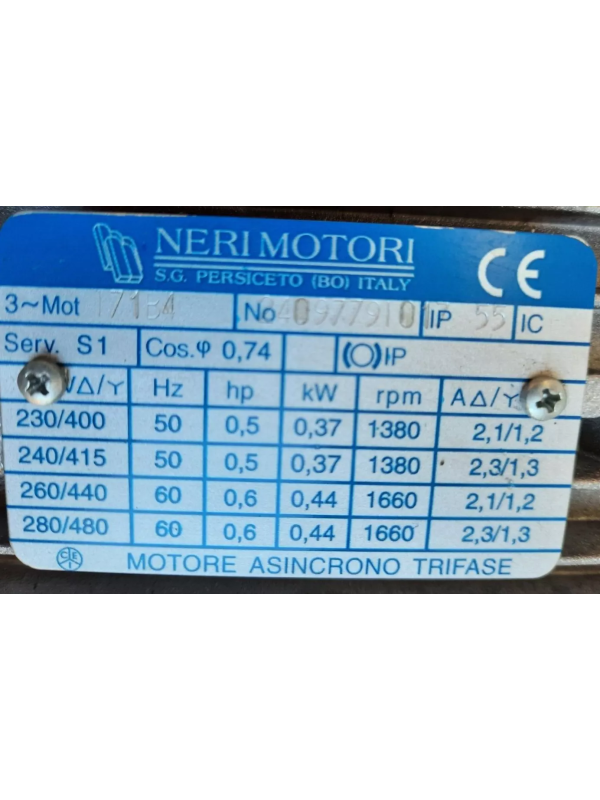 NERIMOTORI
S.G. PERSICETO (BO) ITALY
CE
3~Mot T71B4 No IP 55 IC
Serv. S1 Cos.φ 0,74 IP
VΔ/Y Hz hp kW rpm A Δ/Y
230/400 50 0,5 0,37 1380 2,1/1,2
240/415 50 0,5 0,37 1380 2,3/1,3
260/440 60 0,6 0,44 1660 2,1/1,2
280/480 60 0,6 0,44 1660 2,3/1,3
MOTORE ASINCRONO TRIFASE